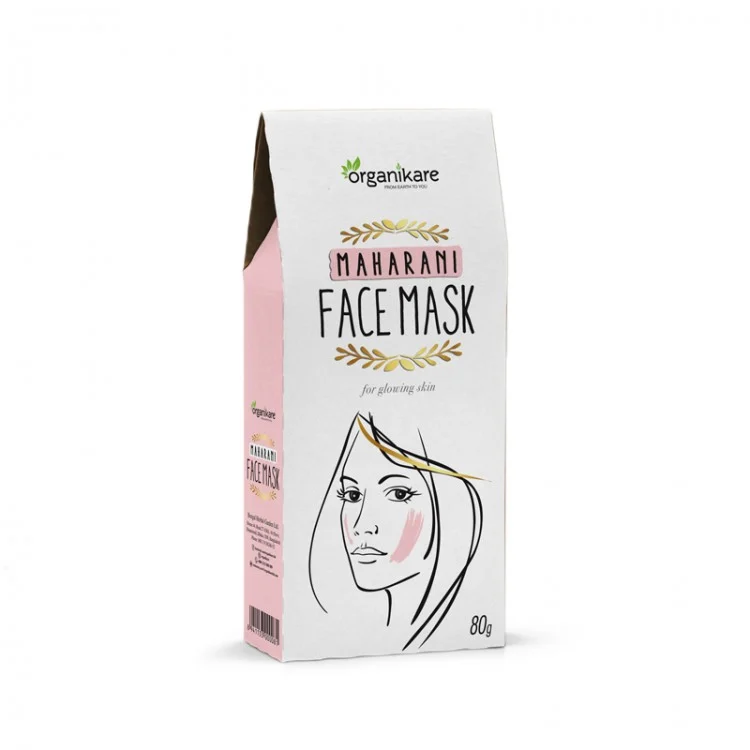 organikare
FROM EARTH TO YOU
MAHARANI
FACE MASK
for glowing skin
80g
organikare
MAHARANI
FACE MASK